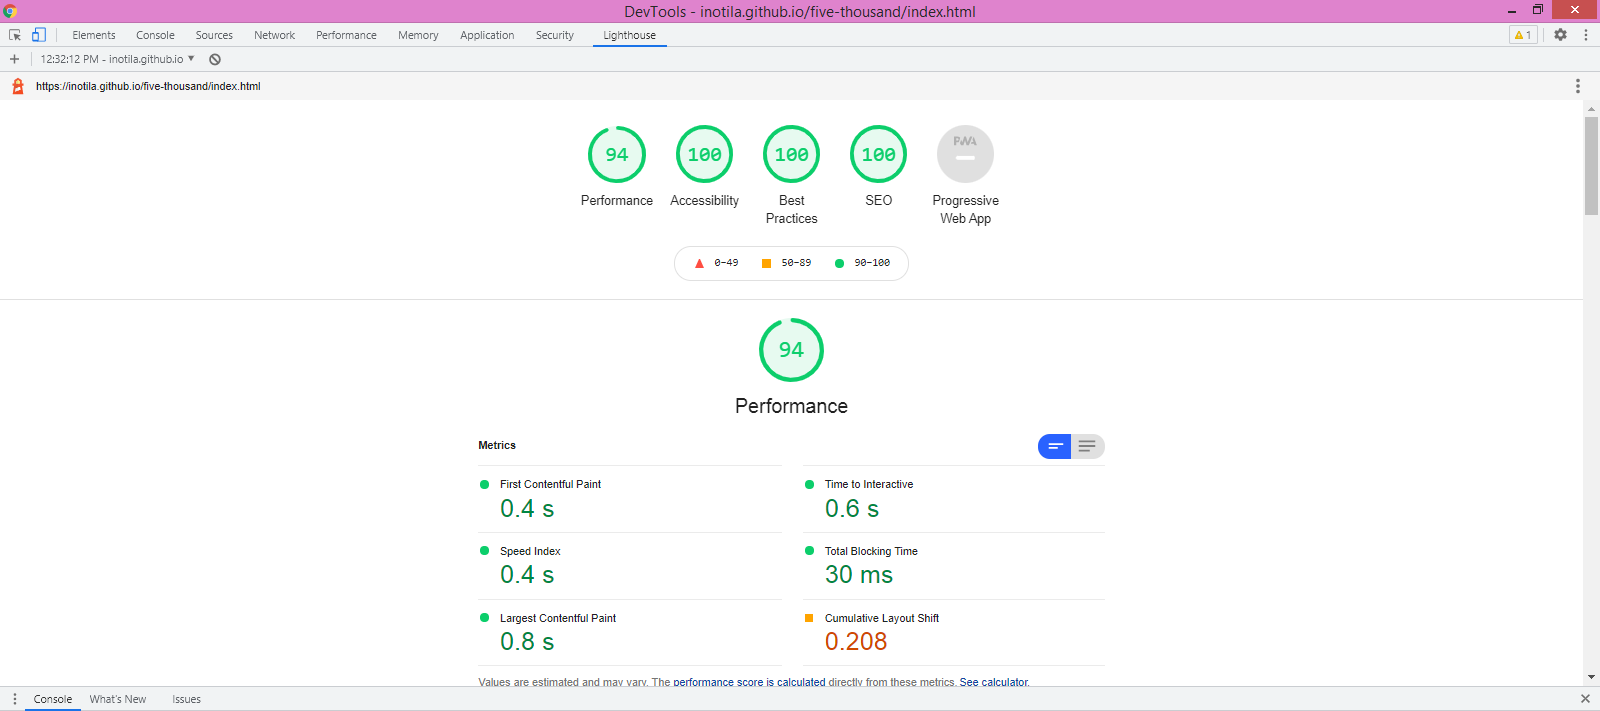 DevTools - inotila.github.io/five-thousand/index.html
Elements Console Sources Network Performance Memory Application Security Lighthouse 1
12:32:12 PM - inotila.github.io
https://inotila.github.io/five-thousand/index.html
94 100 100 100 PWA
Performance Accessibility Best Practices SEO Progressive Web App
0–49 50–89 90–100
94
Performance
Metrics
First Contentful Paint Time to Interactive
0.4 s 0.6 s
Speed Index Total Blocking Time
0.4 s 30 ms
Largest Contentful Paint Cumulative Layout Shift
0.8 s 0.208
Values are estimated and may vary. The performance score is calculated directly from these metrics. See calculator.
Console What's New Issues